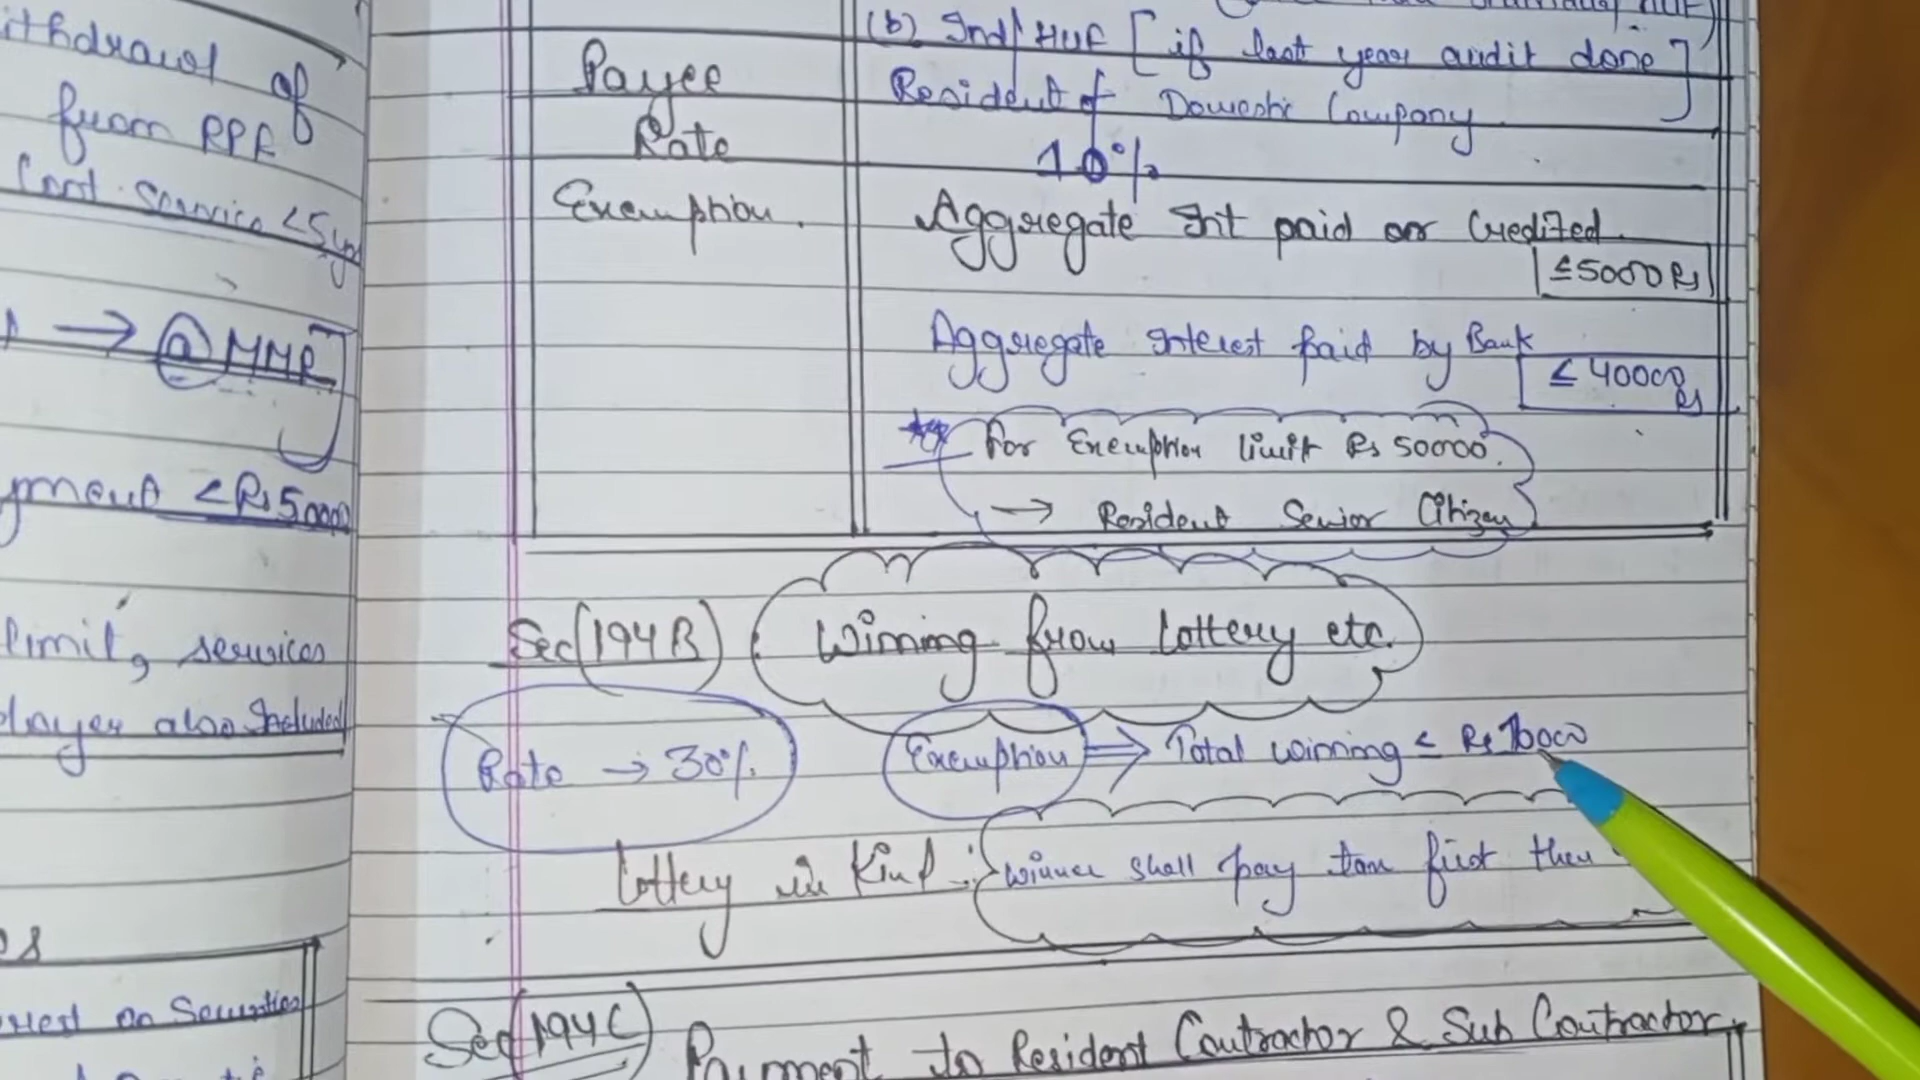 ithdrawl of
from RPF
Cont. Service < 5yr
→ @ MMR
yment < Rs 50000
limit, services
ployer also Included
rest on Securities
(b) Ind/HUF [if last year audit done]
Payee
Resident of Domestic Company
Rate
10%
Exemption.
Aggregate Int paid or Credited.
≤5000 Rs
Aggregate Interest paid by Bank
≤ 40000 Rs
For Exemption limit Rs 50000.
→ Resident Senior Citizen
Sec(194B) : Winning from lottery etc.
Rate → 30%
Exemption ⇒ Total winning ≤ Rs 10000
lottery in Kind : Winner shall pay tax first then
Sec(194C) Payment to Resident Contractor & Sub Contractor